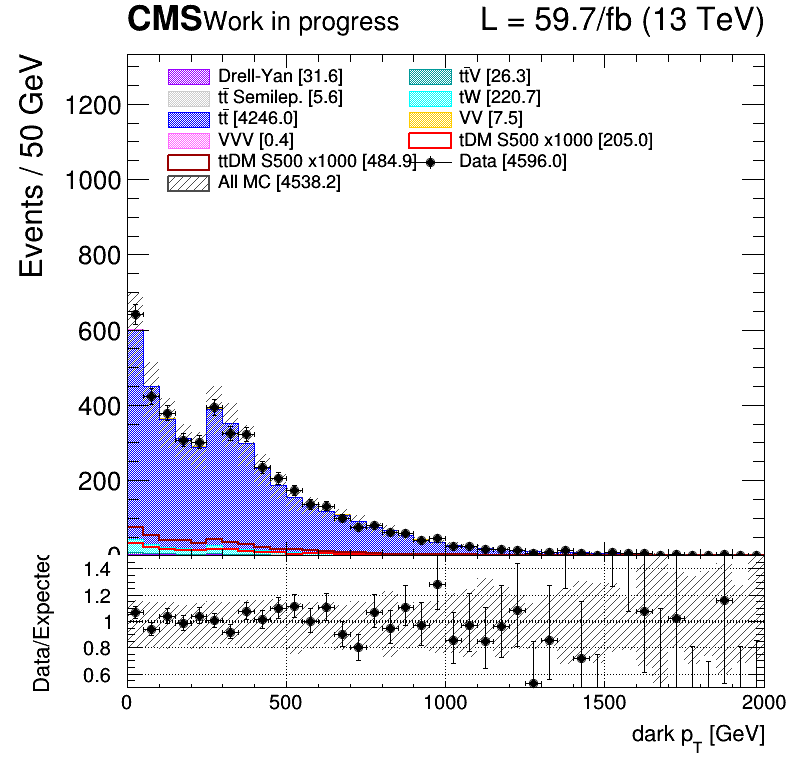 CMS Work in progress L = 59.7/fb (13 TeV)
Events / 50 GeV
Drell-Yan [31.6] tt̄V [26.3]
tt̄ Semilep. [5.6] tW [220.7]
tt̄ [4246.0] VV [7.5]
VVV [0.4] tDM S500 x1000 [205.0]
ttDM S500 x1000 [484.9] Data [4596.0]
All MC [4538.2]
1200
1000
800
600
400
200
0
Data/Expected
1.4
1.2
1
0.8
0.6
0 500 1000 1500 2000
dark p_T [GeV]